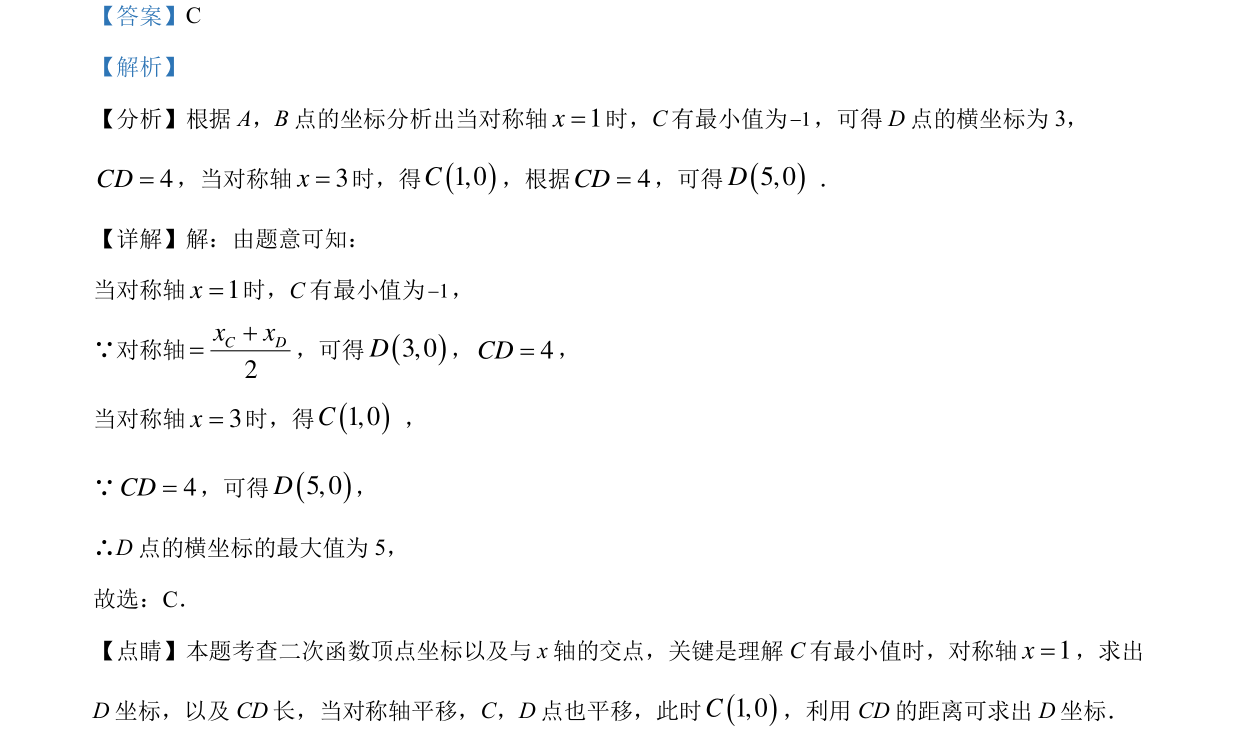 【答案】C
【解析】
【分析】根据 A，B 点的坐标分析出当对称轴 x = 1时，C 有最小值为−1，可得 D 点的横坐标为 3，
CD = 4，当对称轴 x = 3时，得 C(1,0)，根据 CD = 4，可得 D(5,0) ．
【详解】解：由题意可知：
当对称轴 x = 1时，C 有最小值为−1，
∵对称轴= (x_C + x_D)/2，可得 D(3,0)，CD = 4，
当对称轴 x = 3时，得 C(1,0) ，
∵ CD = 4，可得 D(5,0)，
∴D 点的横坐标的最大值为 5，
故选：C．
【点睛】本题考查二次函数顶点坐标以及与 x 轴的交点，关键是理解 C 有最小值时，对称轴 x = 1，求出
D 坐标，以及 CD 长，当对称轴平移，C，D 点也平移，此时 C(1,0)，利用 CD 的距离可求出 D 坐标．